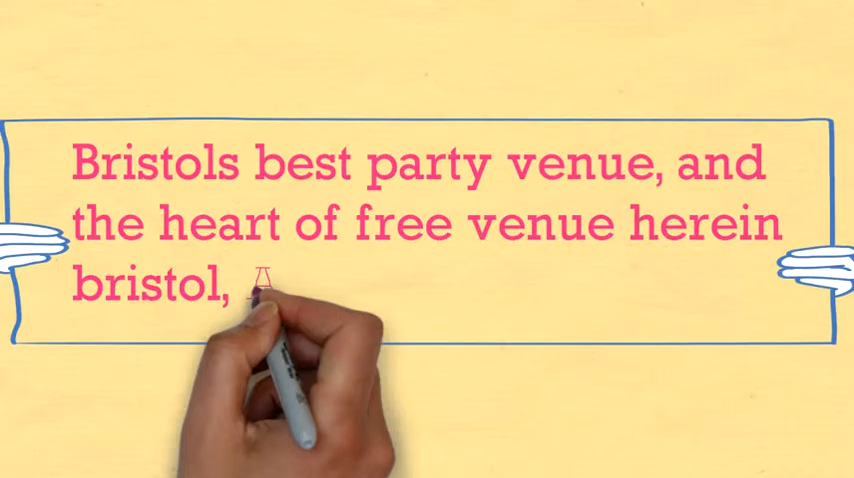 Bristols best party venue, and
the heart of free venue herein
bristol, A